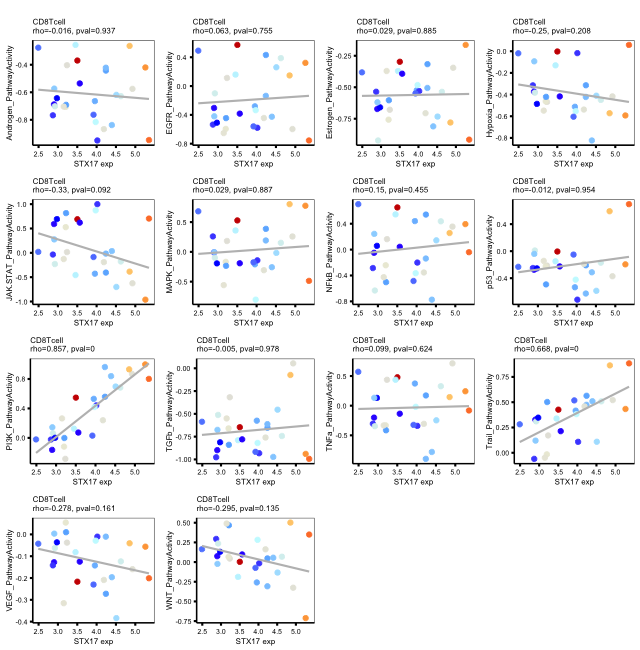 CD8Tcell
rho=-0.016, pval=0.937
Androgen_PathwayActivity
-0.4
-0.6
-0.8
2.5 3.0 3.5 4.0 4.5 5.0
STX17 exp
CD8Tcell
rho=0.063, pval=0.755
EGFR_PathwayActivity
0.4
0.0
-0.4
-0.8
2.5 3.0 3.5 4.0 4.5 5.0
STX17 exp
CD8Tcell
rho=0.029, pval=0.885
Estrogen_PathwayActivity
-0.25
-0.50
-0.75
2.5 3.0 3.5 4.0 4.5 5.0
STX17 exp
CD8Tcell
rho=-0.25, pval=0.208
Hypoxia_PathwayActivity
0.0
-0.2
-0.4
-0.6
-0.8
2.5 3.0 3.5 4.0 4.5 5.0
STX17 exp
CD8Tcell
rho=-0.33, pval=0.092
JAK.STAT_PathwayActivity
1.0
0.5
0.0
-0.5
-1.0
2.5 3.0 3.5 4.0 4.5 5.0
STX17 exp
CD8Tcell
rho=0.029, pval=0.887
MAPK_PathwayActivity
0.5
0.0
-0.5
2.5 3.0 3.5 4.0 4.5 5.0
STX17 exp
CD8Tcell
rho=0.15, pval=0.455
NFkB_PathwayActivity
0.4
0.0
-0.4
-0.8
2.5 3.0 3.5 4.0 4.5 5.0
STX17 exp
CD8Tcell
rho=-0.012, pval=0.954
p53_PathwayActivity
0.5
0.0
-0.5
2.5 3.0 3.5 4.0 4.5 5.0
STX17 exp
CD8Tcell
rho=0.857, pval=0
PI3K_PathwayActivity
0.8
0.4
0.0
2.5 3.0 3.5 4.0 4.5 5.0
STX17 exp
CD8Tcell
rho=-0.005, pval=0.978
TGFb_PathwayActivity
0.00
-0.25
-0.50
-0.75
-1.00
2.5 3.0 3.5 4.0 4.5 5.0
STX17 exp
CD8Tcell
rho=0.099, pval=0.624
TNFa_PathwayActivity
0.5
0.0
-0.5
2.5 3.0 3.5 4.0 4.5 5.0
STX17 exp
CD8Tcell
rho=0.668, pval=0
Trail_PathwayActivity
0.75
0.50
0.25
0.00
2.5 3.0 3.5 4.0 4.5 5.0
STX17 exp
CD8Tcell
rho=-0.278, pval=0.161
VEGF_PathwayActivity
0.0
-0.1
-0.2
-0.3
-0.4
2.5 3.0 3.5 4.0 4.5 5.0
STX17 exp
CD8Tcell
rho=-0.295, pval=0.135
WNT_PathwayActivity
0.50
0.25
0.00
-0.25
-0.50
-0.75
2.5 3.0 3.5 4.0 4.5 5.0
STX17 exp